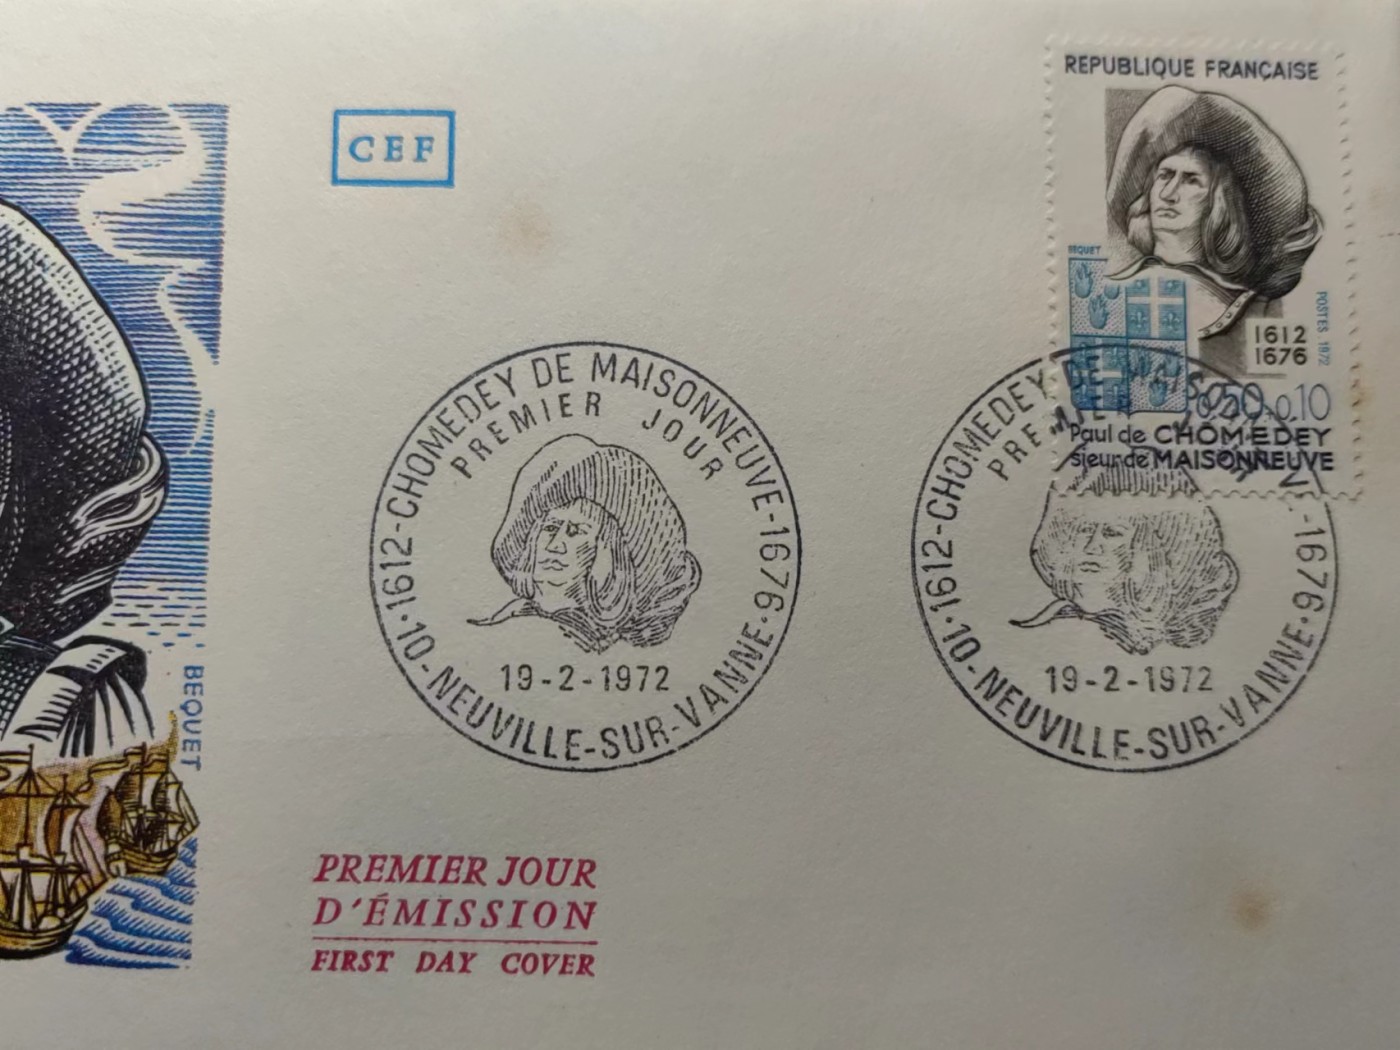 CEF
REPUBLIQUE FRANÇAISE
BEQUET
POSTES 1972
1612
1676
0,50+0,10
Paul de CHOMEDEY
sieur de MAISONNEUVE
1612-CHOMEDEY DE MAISONNEUVE-1676
PREMIER JOUR
19-2-1972
10-NEUVILLE-SUR-VANNE
1612-CHOMEDEY DE MAISONN -1676
PREMIER
19-2-1972
10-NEUVILLE-SUR-VANNE
BEQUET
PREMIER JOUR
D'ÉMISSION
FIRST DAY COVER